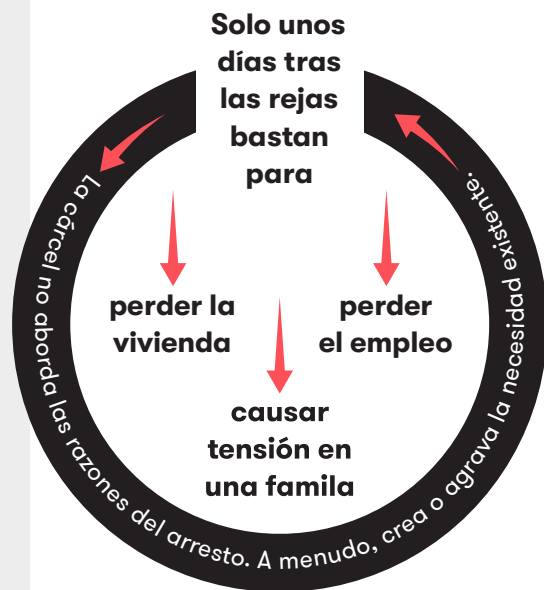 Solo unos
días tras
las rejas
bastan
para
perder la
vivienda
perder
el empleo
causar
tensión en
una famila
La cárcel no aborda las razones del arresto. A menudo, crea o agrava la necesidad existente.